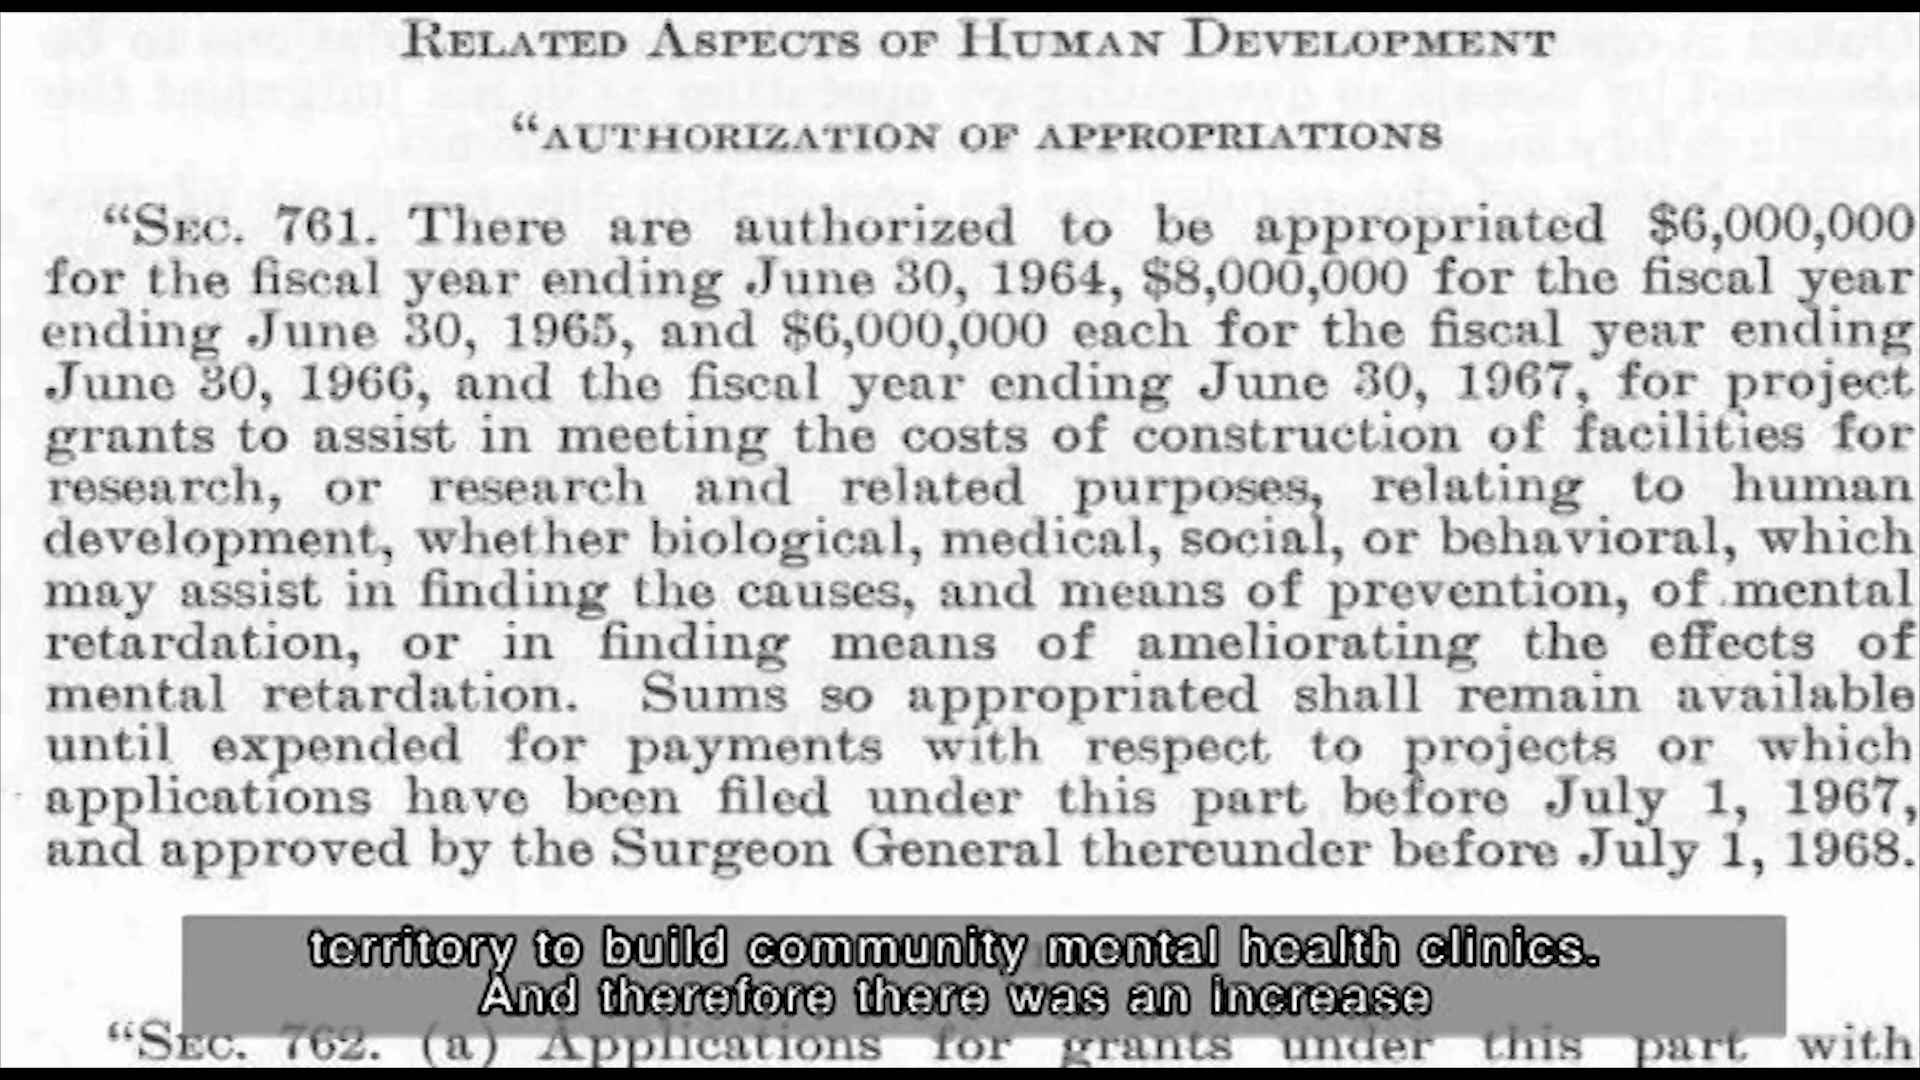 RELATED ASPECTS OF HUMAN DEVELOPMENT
“AUTHORIZATION OF APPROPRIATIONS
“SEC. 761. There are authorized to be appropriated $6,000,000
for the fiscal year ending June 30, 1964, $8,000,000 for the fiscal year
ending June 30, 1965, and $6,000,000 each for the fiscal year ending
June 30, 1966, and the fiscal year ending June 30, 1967, for project
grants to assist in meeting the costs of construction of facilities for
research, or research and related purposes, relating to human
development, whether biological, medical, social, or behavioral, which
may assist in finding the causes, and means of prevention, of mental
retardation, or in finding means of ameliorating the effects of
mental retardation. Sums so appropriated shall remain available
until expended for payments with respect to projects or which
applications have been filed under this part before July 1, 1967,
and approved by the Surgeon General thereunder before July 1, 1968.
territory to build community mental health clinics.
And therefore there was an increase
“SEC. 762. (a) Applications for grants under this part with